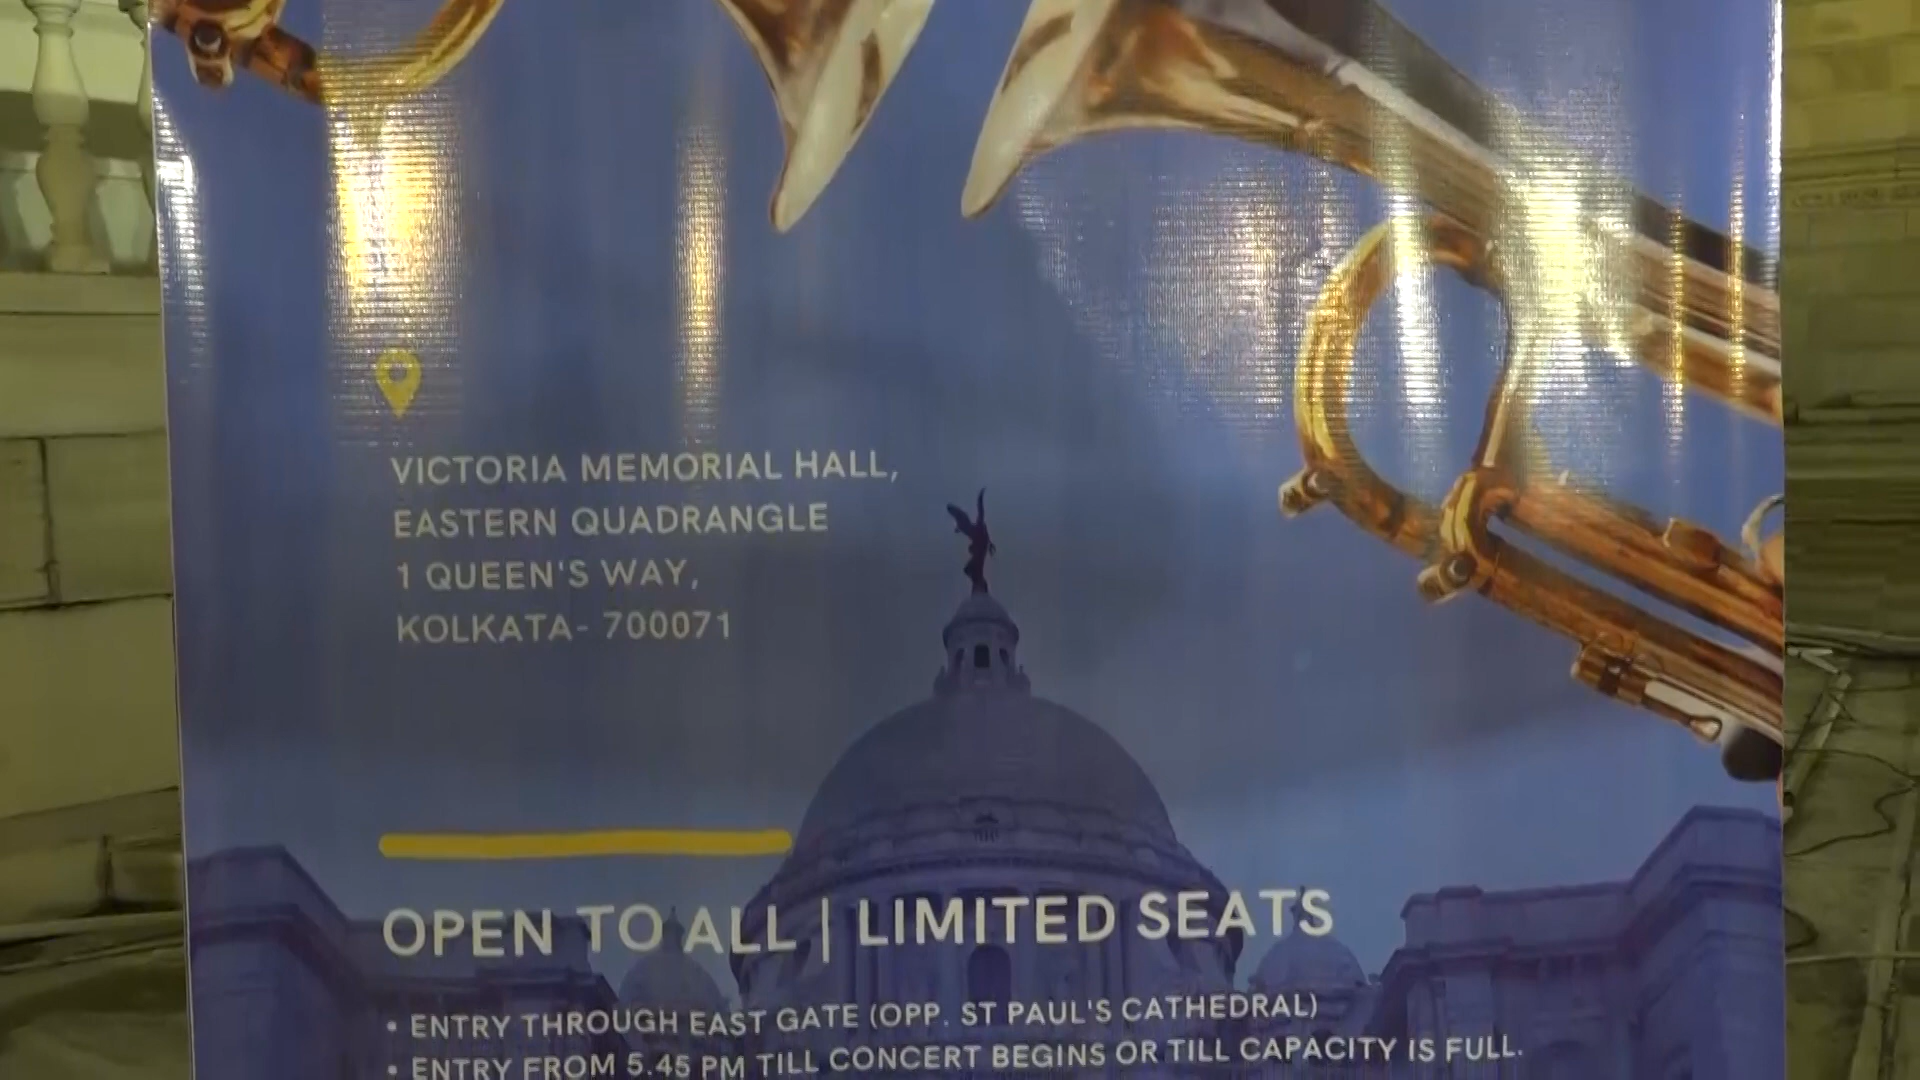 VICTORIA MEMORIAL HALL,
EASTERN QUADRANGLE
1 QUEEN'S WAY,
KOLKATA- 700071
OPEN TO ALL | LIMITED SEATS
• ENTRY THROUGH EAST GATE (OPP. ST PAUL'S CATHEDRAL)
• ENTRY FROM 5.45 PM TILL CONCERT BEGINS OR TILL CAPACITY IS FULL.